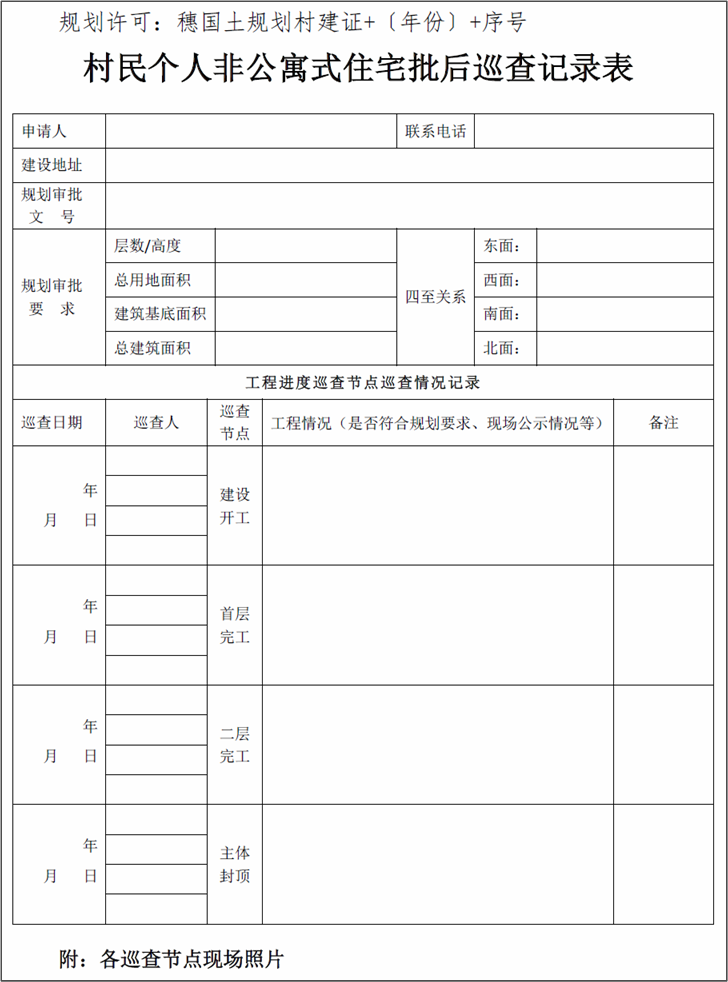 规划许可：穗国土规划村建证+〔年份〕+序号
村民个人非公寓式住宅批后巡查记录表
申请人 联系电话
建设地址
规划审批
文 号
规划审批
要 求
层数/高度
总用地面积
建筑基底面积
总建筑面积
四至关系
东面：
西面：
南面：
北面：
工程进度巡查节点巡查情况记录
巡查日期 巡查人 巡查
节点 工程情况（是否符合规划要求、现场公示情况等） 备注
年
月 日
建设
开工
年
月 日
首层
完工
年
月 日
二层
完工
年
月 日
主体
封顶
附：各巡查节点现场照片